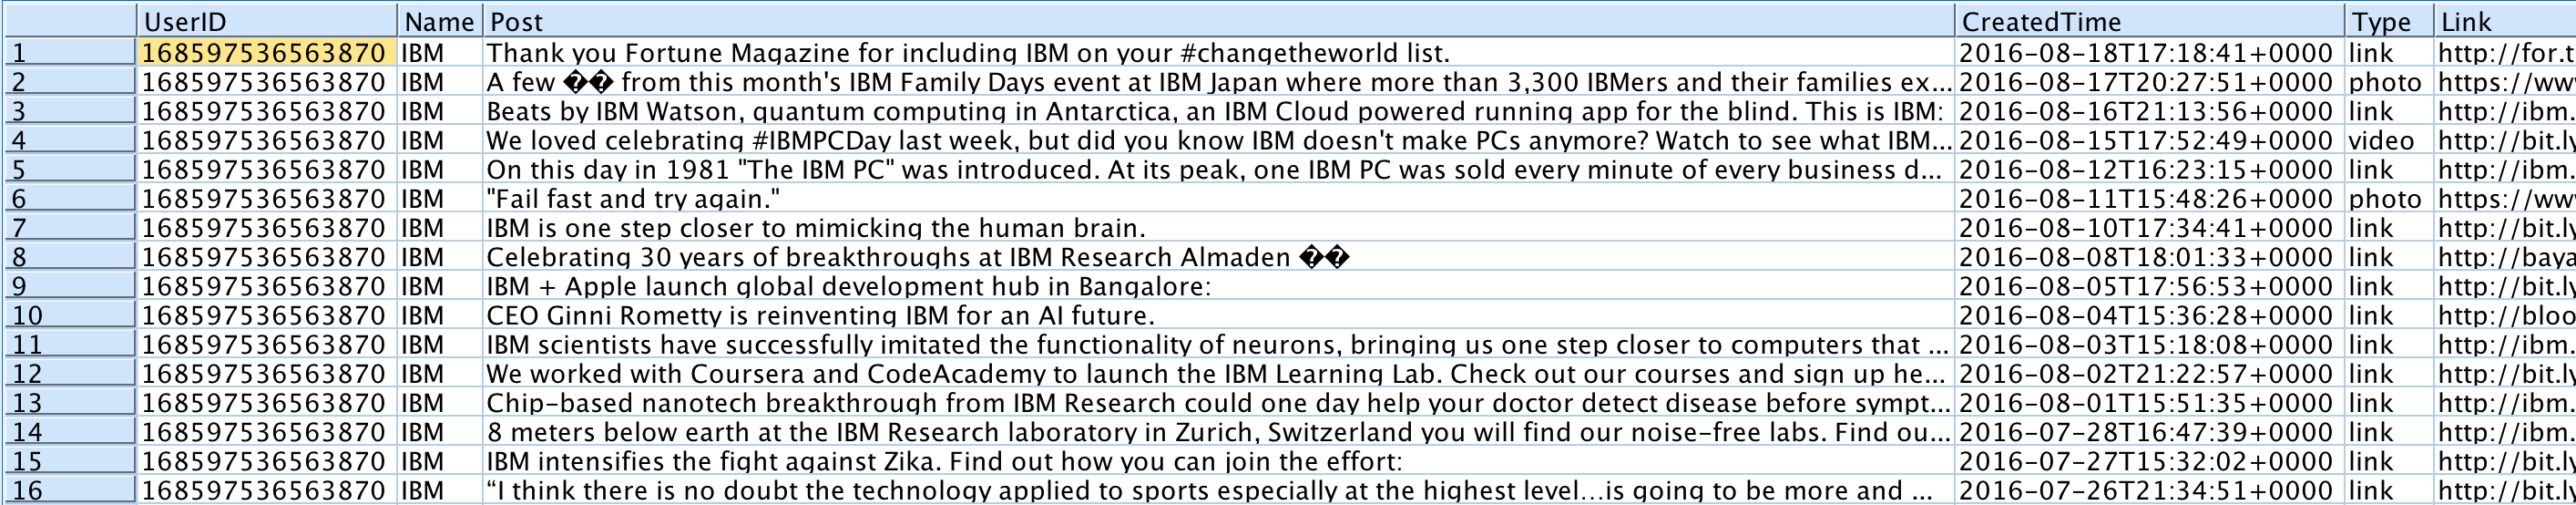 UserID Name Post CreatedTime Type Link
1 168597536563870 IBM Thank you Fortune Magazine for including IBM on your #changetheworld list. 2016-08-18T17:18:41+0000 link http://for.t
2 168597536563870 IBM A few �� from this month's IBM Family Days event at IBM Japan where more than 3,300 IBMers and their families ex... 2016-08-17T20:27:51+0000 photo https://ww
3 168597536563870 IBM Beats by IBM Watson, quantum computing in Antarctica, an IBM Cloud powered running app for the blind. This is IBM: 2016-08-16T21:13:56+0000 link http://ibm.
4 168597536563870 IBM We loved celebrating #IBMPCDay last week, but did you know IBM doesn't make PCs anymore? Watch to see what IBM... 2016-08-15T17:52:49+0000 video http://bit.ly
5 168597536563870 IBM On this day in 1981 "The IBM PC" was introduced. At its peak, one IBM PC was sold every minute of every business d... 2016-08-12T16:23:15+0000 link http://ibm.
6 168597536563870 IBM "Fail fast and try again." 2016-08-11T15:48:26+0000 photo https://ww
7 168597536563870 IBM IBM is one step closer to mimicking the human brain. 2016-08-10T17:34:41+0000 link http://bit.ly
8 168597536563870 IBM Celebrating 30 years of breakthroughs at IBM Research Almaden �� 2016-08-08T18:01:33+0000 link http://baya
9 168597536563870 IBM IBM + Apple launch global development hub in Bangalore: 2016-08-05T17:56:53+0000 link http://bit.ly
10 168597536563870 IBM CEO Ginni Rometty is reinventing IBM for an AI future. 2016-08-04T15:36:28+0000 link http://bloo
11 168597536563870 IBM IBM scientists have successfully imitated the functionality of neurons, bringing us one step closer to computers that ... 2016-08-03T15:18:08+0000 link http://ibm.
12 168597536563870 IBM We worked with Coursera and CodeAcademy to launch the IBM Learning Lab. Check out our courses and sign up he... 2016-08-02T21:22:57+0000 link http://bit.ly
13 168597536563870 IBM Chip-based nanotech breakthrough from IBM Research could one day help your doctor detect disease before sympt... 2016-08-01T15:51:35+0000 link http://ibm.
14 168597536563870 IBM 8 meters below earth at the IBM Research laboratory in Zurich, Switzerland you will find our noise-free labs. Find ou... 2016-07-28T16:47:39+0000 link http://ibm.
15 168597536563870 IBM IBM intensifies the fight against Zika. Find out how you can join the effort: 2016-07-27T15:32:02+0000 link http://bit.ly
16 168597536563870 IBM “I think there is no doubt the technology applied to sports especially at the highest level...is going to be more and ... 2016-07-26T21:34:51+0000 link http://bit.ly